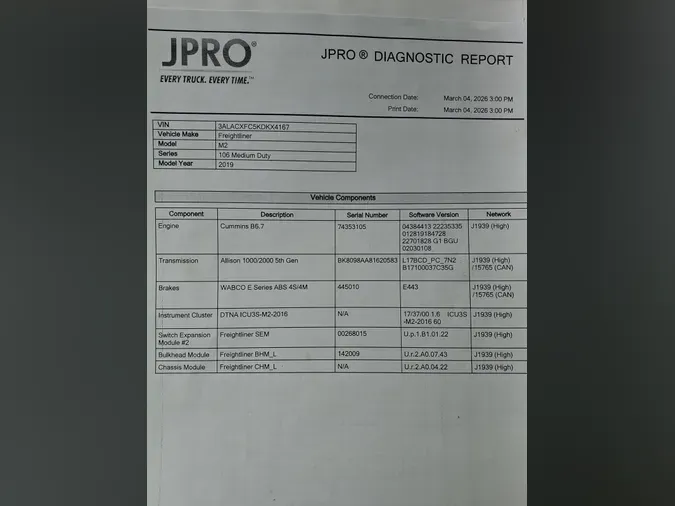 JPRO®
EVERY TRUCK. EVERY TIME.™
JPRO® DIAGNOSTIC REPORT
Connection Date: March 04, 2026 3:00 PM
Print Date: March 04, 2026 3:00 PM
VIN 3ALACXFC5KDKX4167
Vehicle Make Freightliner
Model M2
Series 106 Medium Duty
Model Year 2019
Vehicle Components
Component Description Serial Number Software Version Network
Engine Cummins B6.7 74353105 04384413 22235335 J1939 (High)
012819184728
22701828 G1 BGU
02030108
Transmission Allison 1000/2000 5th Gen BK8098AA81620583 L17BCD_PC_7N2 J1939 (High)
B17100037C35G /15765 (CAN)
Brakes WABCO E Series ABS 4S/4M 445010 E443 J1939 (High)
/15765 (CAN)
Instrument Cluster DTNA ICU3S-M2-2016 N/A 17/37/00 1.6 ICU3S J1939 (High)
-M2-2016 60
Switch Expansion Freightliner SEM 00268015 U.p.1.B1.01.22 J1939 (High)
Module #2
Bulkhead Module Freightliner BHM_L 142009 U.r.2.A0.07.43 J1939 (High)
Chassis Module Freightliner CHM_L N/A U.r.2.A0.04.22 J1939 (High)